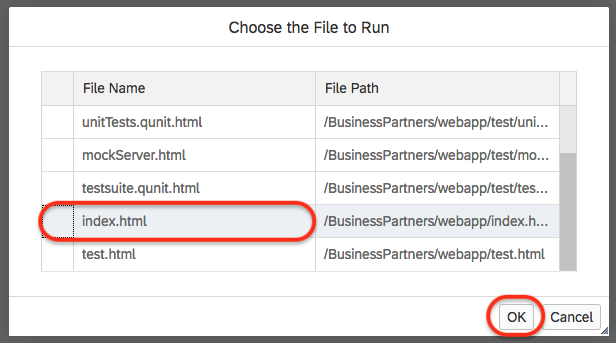 Choose the File to Run
File Name File Path
unitTests.qunit.html /BusinessPartners/webapp/test/uni...
mockServer.html /BusinessPartners/webapp/test/mo...
testsuite.qunit.html /BusinessPartners/webapp/test/tes...
index.html /BusinessPartners/webapp/index.h...
test.html /BusinessPartners/webapp/test.html
OK Cancel